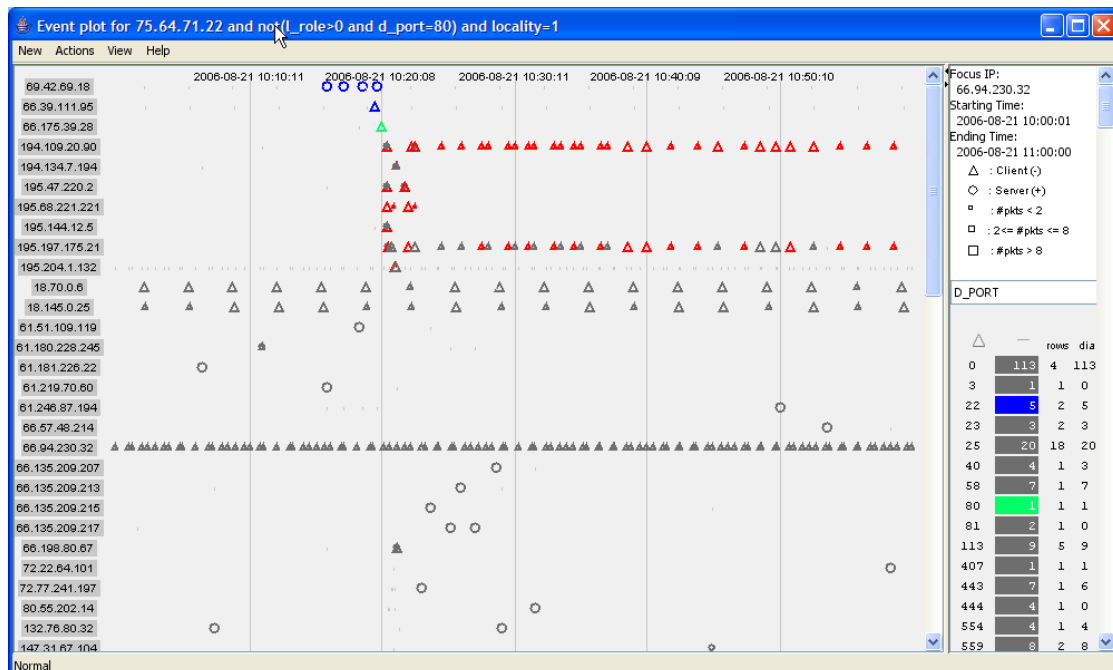 Event plot for 75.64.71.22 and not(l_role>0 and d_port=80) and locality=1
New Actions View Help
2006-08-21 10:10:11 2006-08-21 10:20:08 2006-08-21 10:30:11 2006-08-21 10:40:09 2006-08-21 10:50:10
69.42.69.18
66.39.111.95
66.175.39.28
194.109.20.90
194.134.7.194
195.47.220.2
195.68.221.221
195.144.12.5
195.197.175.21
195.204.1.132
18.70.0.6
18.145.0.25
61.51.109.119
61.180.228.245
61.181.226.22
61.219.70.60
61.246.87.194
66.57.48.214
66.94.230.32
66.135.209.207
66.135.209.213
66.135.209.215
66.135.209.217
66.198.80.67
72.22.64.101
72.77.241.197
80.55.202.14
132.76.80.32
147.31.67.104
Normal
Focus IP:
66.94.230.32
Starting Time:
2006-08-21 10:00:01
Ending Time:
2006-08-21 11:00:00
: Client (-)
: Server (+)
: #pkts < 2
: 2<= #pkts <= 8
: #pkts > 8
D_PORT
rows dia
0 113 4 113
3 1 1 0
22 5 2 5
23 3 2 3
25 20 18 20
40 4 1 3
58 7 1 7
80 1 1 1
81 2 1 0
113 9 5 9
407 1 1 1
443 7 1 6
444 4 1 0
554 4 1 4
559 8 2 8